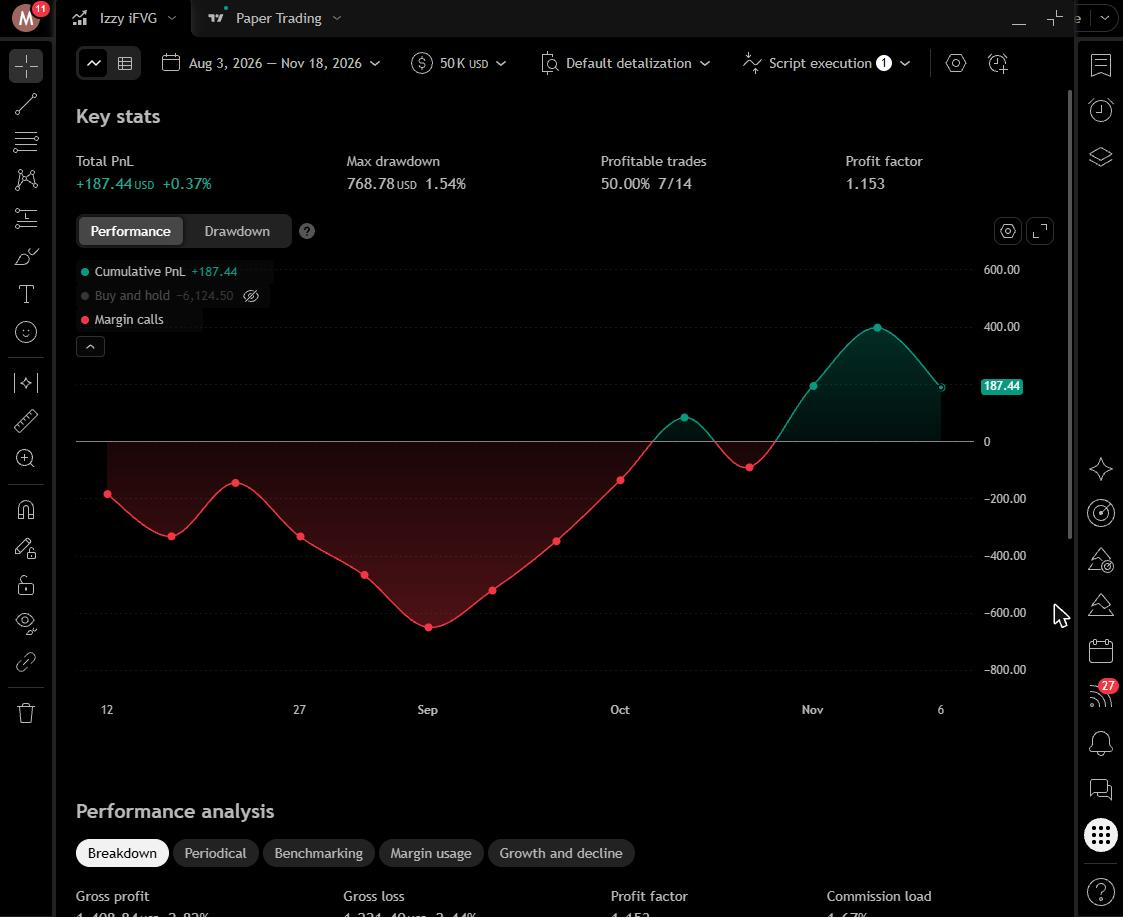 M 11 Izzy iFVG Paper Trading
Aug 3, 2026 — Nov 18, 2026 $ 50 K USD Default detalization Script execution 1
Key stats
Total PnL Max drawdown Profitable trades Profit factor
+187.44 USD +0.37% 768.78 USD 1.54% 50.00% 7/14 1.153
Performance Drawdown ?
Cumulative PnL +187.44
Buy and hold −6,124.50
Margin calls
600.00
400.00
187.44
0
−200.00
−400.00
−600.00
−800.00
12 27 Sep Oct Nov 6
27
Performance analysis
Breakdown Periodical Benchmarking Margin usage Growth and decline
Gross profit Gross loss Profit factor Commission load